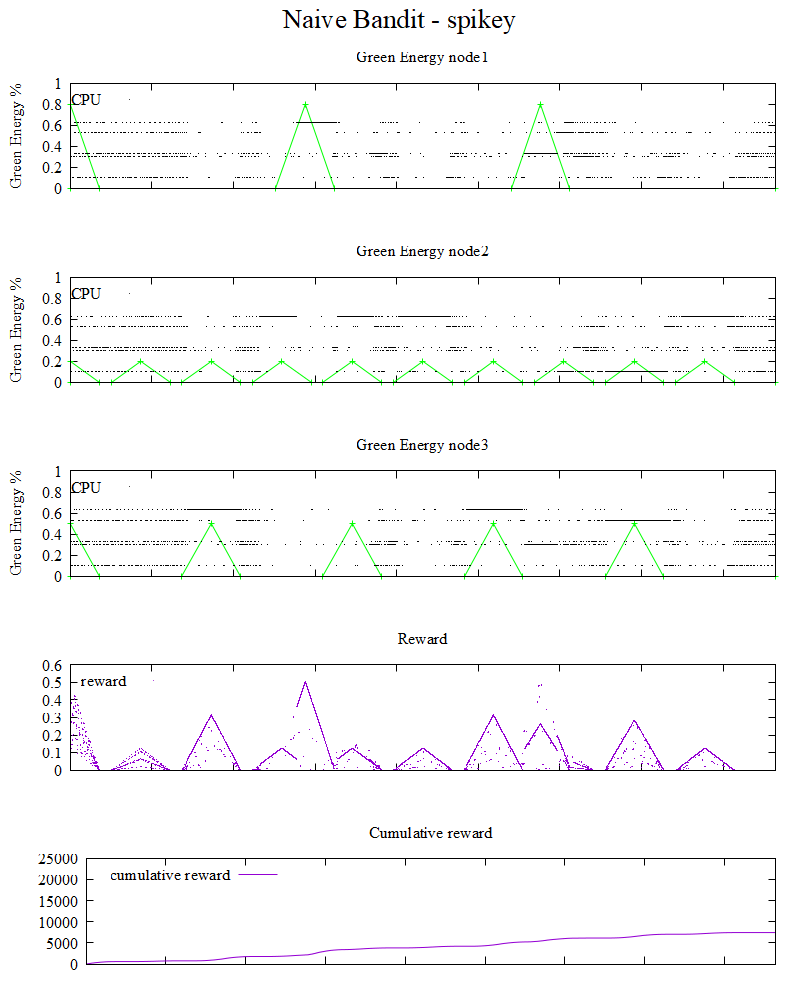 Naive Bandit - spikey
Green Energy node1
Green Energy %
1
0.8
0.6
0.4
0.2
0
CPU
Green Energy node2
Green Energy %
1
0.8
0.6
0.4
0.2
0
CPU
Green Energy node3
Green Energy %
1
0.8
0.6
0.4
0.2
0
CPU
Reward
0.6
0.5
0.4
0.3
0.2
0.1
0
reward
Cumulative reward
25000
20000
15000
10000
5000
0
cumulative reward